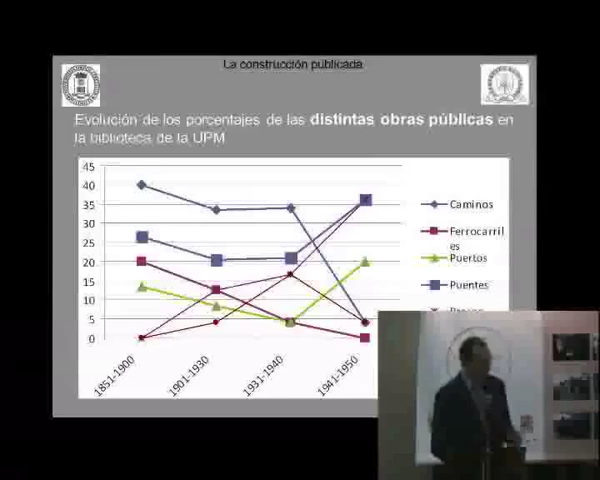 La construcción publicada
Evolución de los porcentajes de las distintas obras públicas en
la biblioteca de la UPM
45
40
35
30
25
20
15
10
5
0
1851-1900
1901-1930
1931-1940
1941-1950
Caminos
Ferrocarril
es
Puertos
Puentes